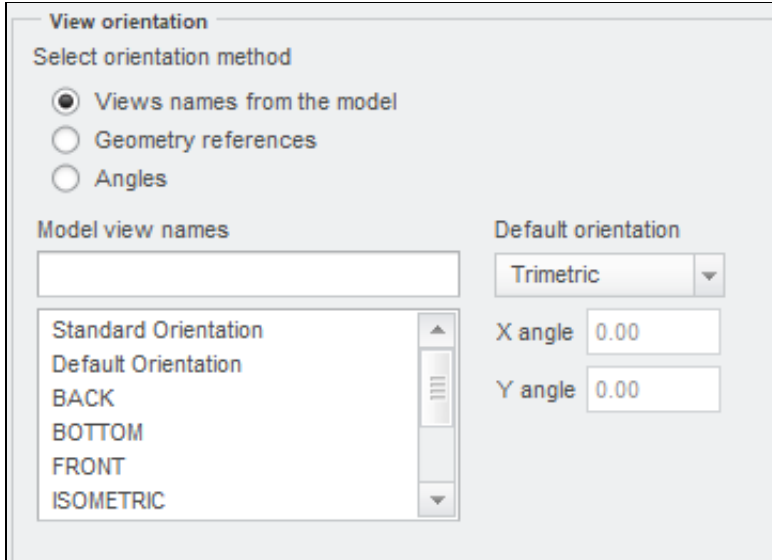 View orientation
Select orientation method
Views names from the model
Geometry references
Angles
Model view names
Default orientation
Trimetric
Standard Orientation
Default Orientation
BACK
BOTTOM
FRONT
ISOMETRIC
X angle 0.00
Y angle 0.00